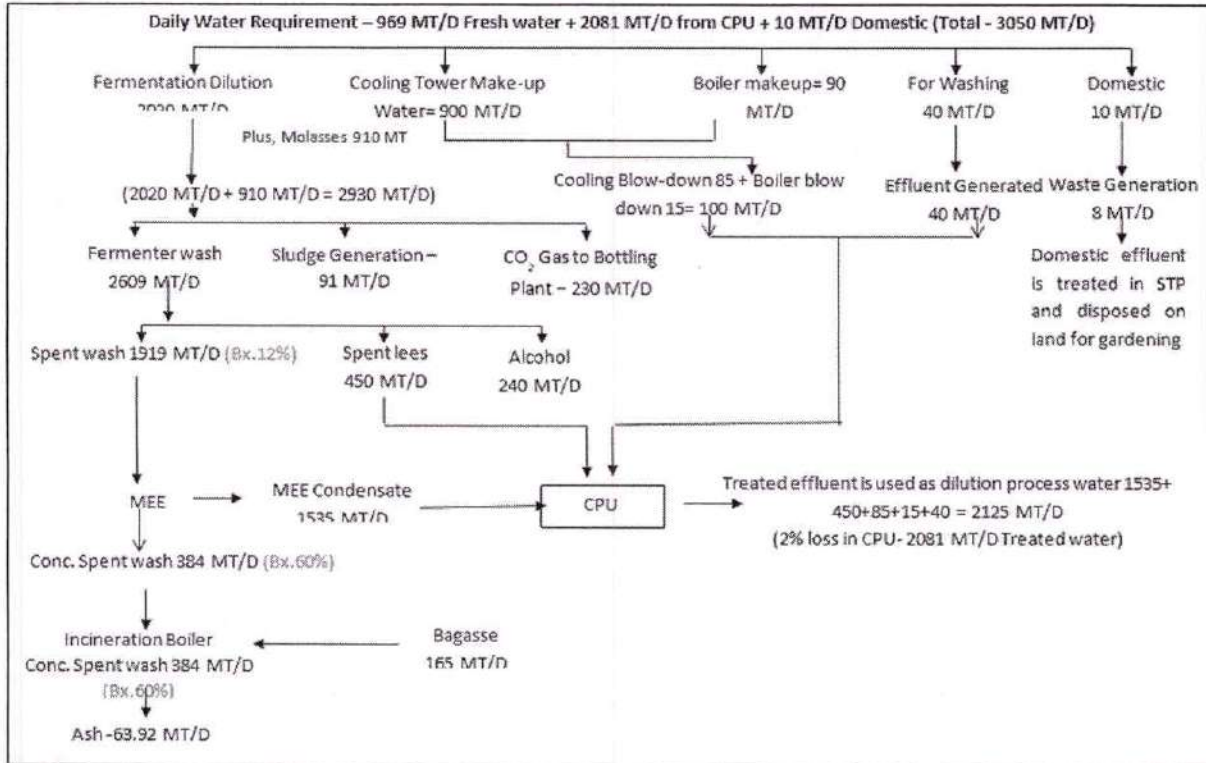 Daily Water Requirement – 969 MT/D Fresh water + 2081 MT/D from CPU + 10 MT/D Domestic (Total - 3050 MT/D)
Fermentation Dilution
2020 MT/D
Cooling Tower Make-up
Water= 900 MT/D
Boiler makeup= 90
MT/D
For Washing
40 MT/D
Domestic
10 MT/D
Plus, Molasses 910 MT
(2020 MT/D + 910 MT/D = 2930 MT/D)
Cooling Blow-down 85 + Boiler blow
down 15= 100 MT/D
Effluent Generated
40 MT/D
Waste Generation
8 MT/D
Fermenter wash
2609 MT/D
Sludge Generation –
91 MT/D
CO2 Gas to Bottling
Plant – 230 MT/D
Domestic effluent
is treated in STP
and disposed on
land for gardening
Spent wash 1919 MT/D (Bx.12%)
Spent lees
450 MT/D
Alcohol
240 MT/D
MEE
MEE Condensate
1535 MT/D
CPU
Treated effluent is used as dilution process water 1535+
450+85+15+40 = 2125 MT/D
(2% loss in CPU- 2081 MT/D Treated water)
Conc. Spent wash 384 MT/D (Bx.60%)
Incineration Boiler
Conc. Spent wash 384 MT/D
(Bx.60%)
Bagasse
165 MT/D
Ash -63.92 MT/D